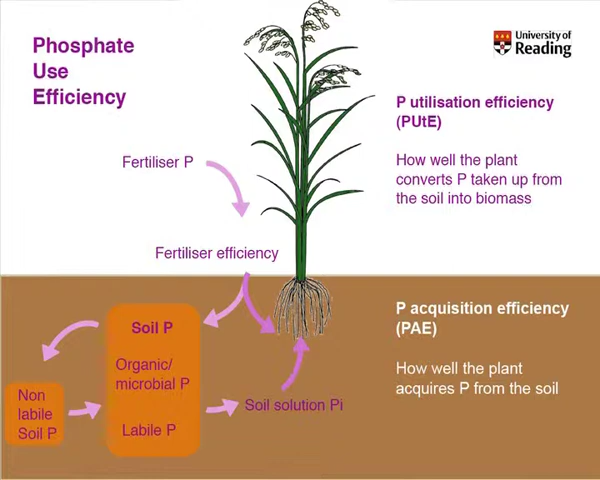 Phosphate
Use
Efficiency
University of
Reading
P utilisation efficiency
(PUtE)
How well the plant
converts P taken up from
the soil into biomass
Fertiliser P
Fertiliser efficiency
P acquisition efficiency
(PAE)
How well the plant
acquires P from the soil
Soil P
Organic/
microbial P
Labile P
Non
labile
Soil P
Soil solution Pi